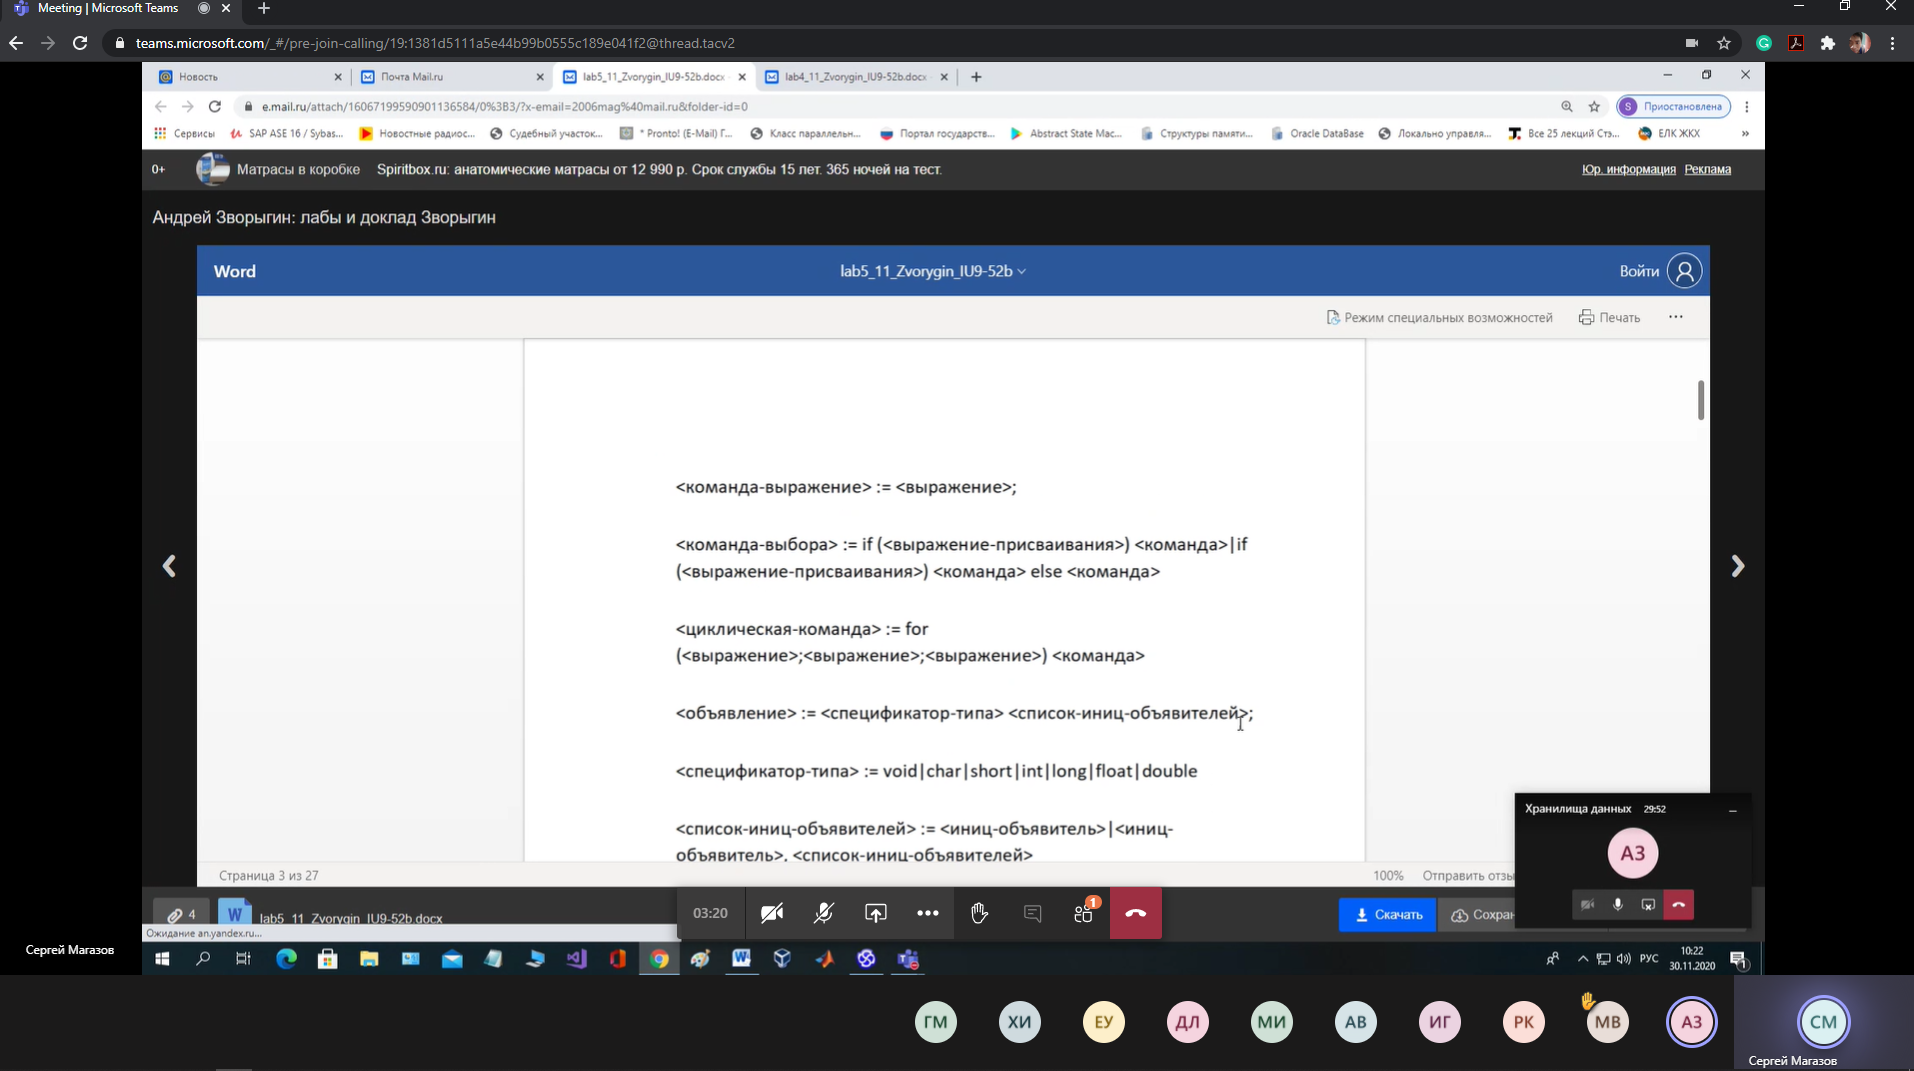 Meeting | Microsoft Teams
teams.microsoft.com/_#/pre-join-calling/19:1381d5111a5e44b99b0555c189e041f2@thread.tacv2
Новость
Почта Mail.ru
lab5_11_Zvorygin_IU9-52b.docx
lab4_11_Zvorygin_IU9-52b.docx
e.mail.ru/attach/16067199590901136584/0%3B3/?x-email=2006mag%40mail.ru&folder-id=0
S Приостановлена
Сервисы
SAP ASE 16 / Sybas...
Новостные радиос...
Судебный участок...
* Pronto! (E-Mail) Г...
Класс параллельн...
Портал государств...
Abstract State Mac...
Структуры памяти...
Oracle DataBase
Локально управля...
Все 25 лекций Стэ...
ЕЛК ЖКХ
»
0+
Матрасы в коробке
Spiritbox.ru: анатомические матрасы от 12 990 р. Срок службы 15 лет. 365 ночей на тест.
Юр. информация
Реклама
Андрей Зворыгин: лабы и доклад Зворыгин
Word
lab5_11_Zvorygin_IU9-52b
Войти
Режим специальных возможностей
Печать
<команда-выражение> := <выражение>;
<команда-выбора> := if (<выражение-присваивания>) <команда>|if
(<выражение-присваивания>) <команда> else <команда>
<циклическая-команда> := for
(<выражение>;<выражение>;<выражение>) <команда>
<объявление> := <спецификатор-типа> <список-иниц-объявителей>;
<спецификатор-типа> := void|char|short|int|long|float|double
<список-иниц-объявителей> := <иниц-объявитель>|<иниц-
объявитель>, <список-иниц-объявителей>
Страница 3 из 27
100%
Отправить отзы
Хранилища данных 29:52
АЗ
4
W
lab5_11_Zvorygin_IU9-52b.docx
03:20
1
Скачать
Сохран
Ожидание an.yandex.ru...
Сергей Магазов
РУС
10:22
30.11.2020
1
ГМ
ХИ
ЕУ
ДЛ
МИ
АВ
ИГ
РК
МВ
АЗ
СМ
Сергей Магазов